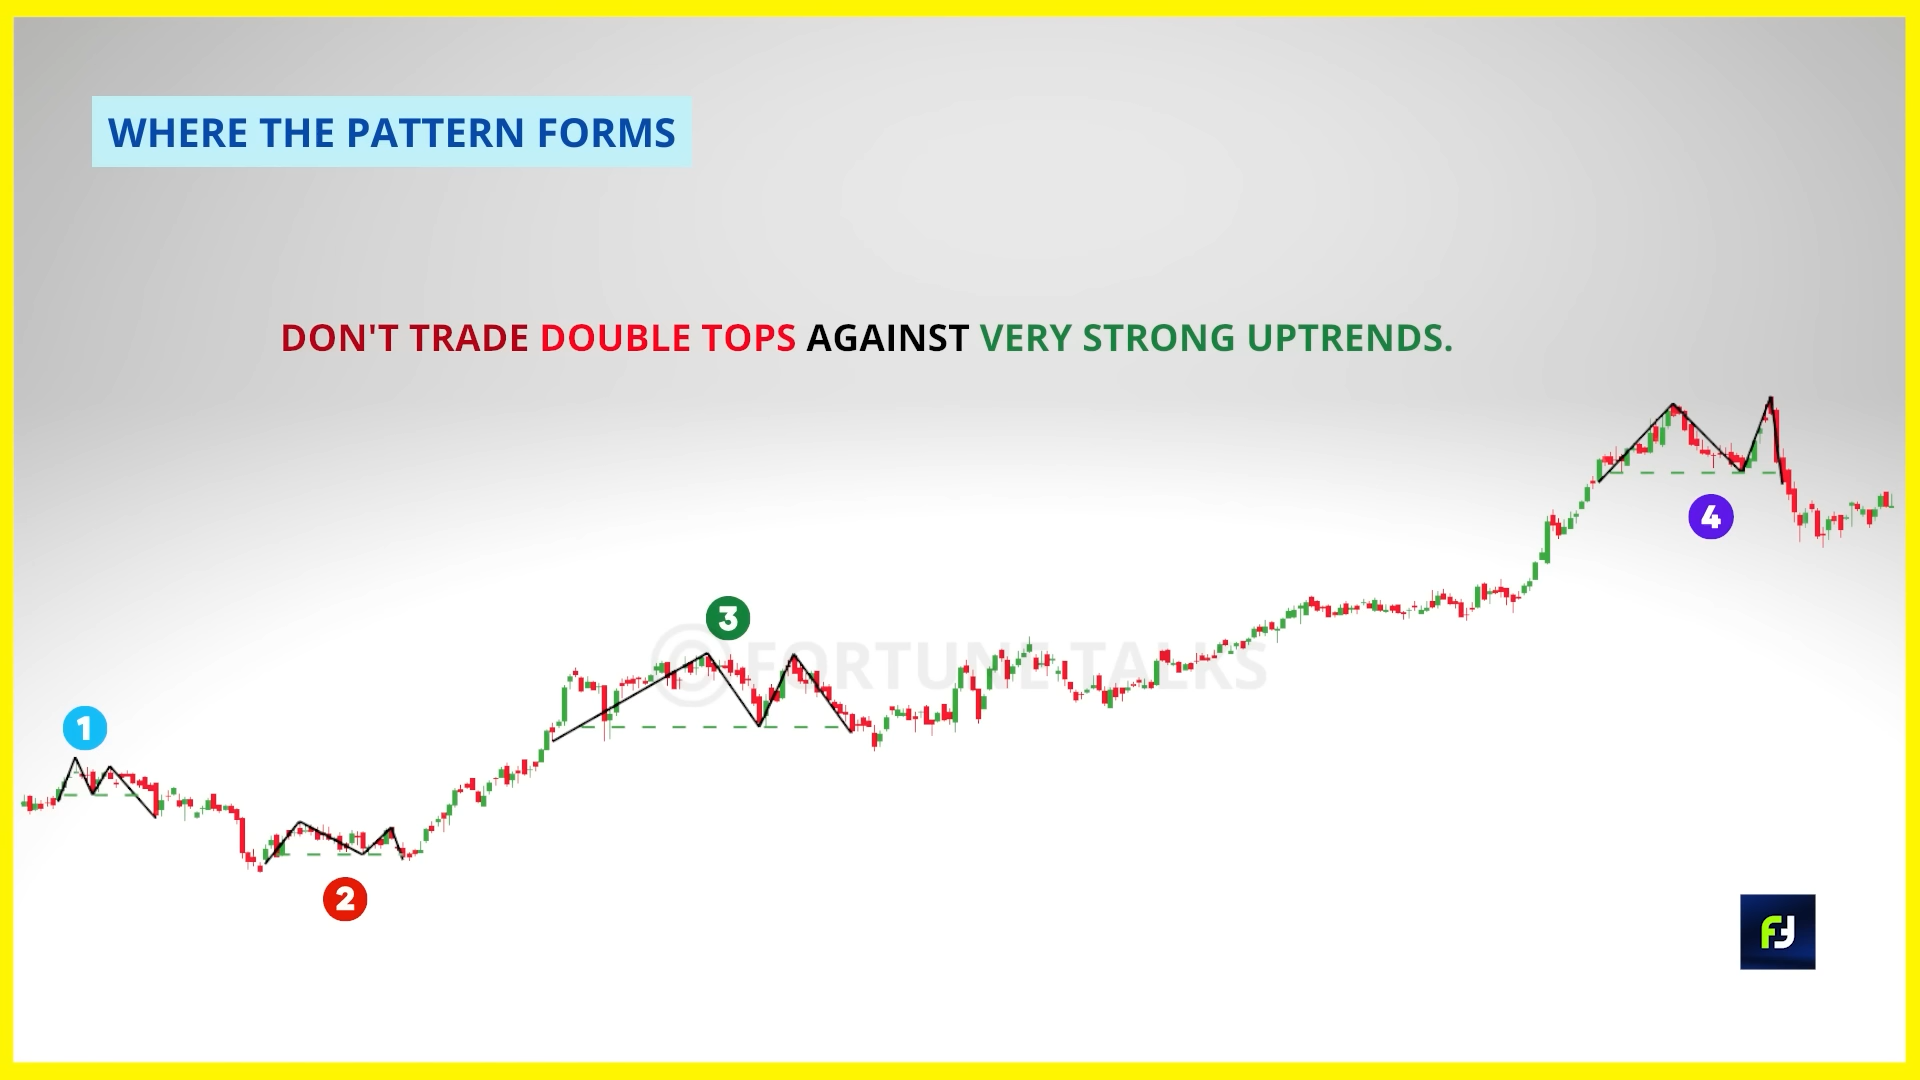 WHERE THE PATTERN FORMS
DON'T TRADE DOUBLE TOPS AGAINST VERY STRONG UPTRENDS.
4
3
©FORTUNE TALKS
1
2